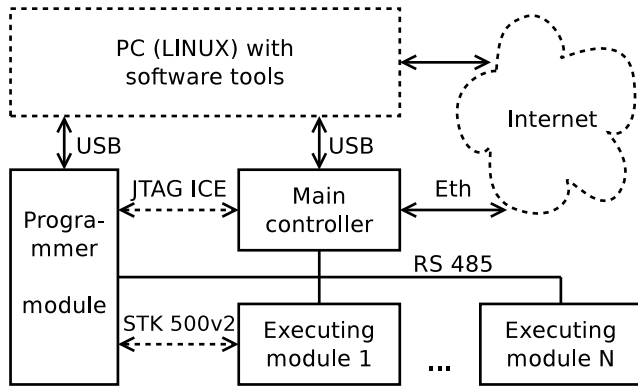 PC (LINUX) with
software tools
Internet
USB
USB
JTAG ICE
Main
controller
Eth
Progra-
mmer
module
RS 485
STK 500v2
Executing
module 1
...
Executing
module N